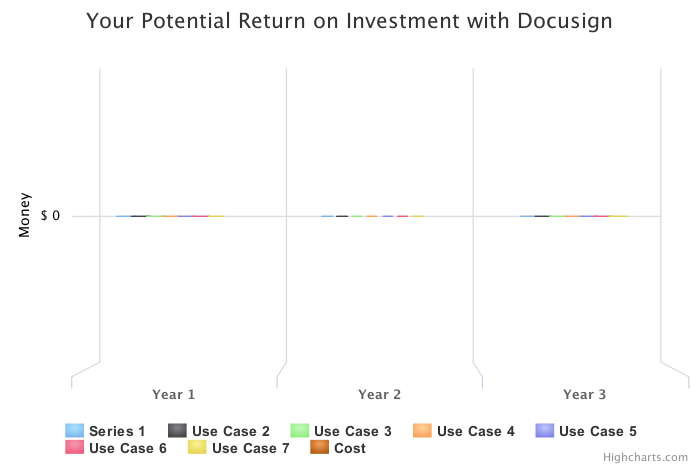 Your Potential Return on Investment with Docusign
Money
$ 0
Year 1 Year 2 Year 3
Series 1 Use Case 2 Use Case 3 Use Case 4 Use Case 5
Use Case 6 Use Case 7 Cost
Highcharts.com